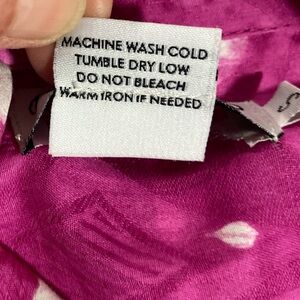 MACHINE WASH COLD
TUMBLE DRY LOW
DO NOT BLEACH
WARM IRON IF NEEDED